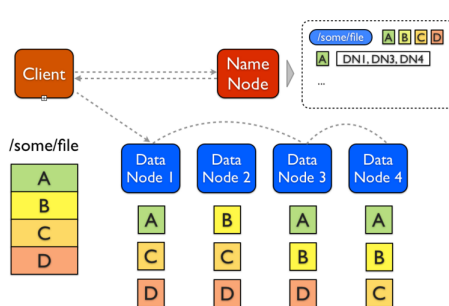 /some/file A B C D
A DN1, DN3, DN4
...
Client
Name
Node
/some/file
A
B
C
D
Data
Node 1
Data
Node 2
Data
Node 3
Data
Node 4
A B A A
C C B B
D D D C